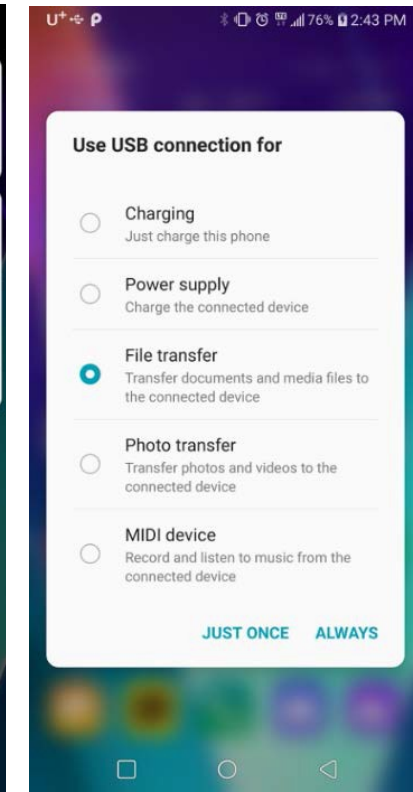 U+ P 76% 2:43 PM
Use USB connection for
Charging
Just charge this phone
Power supply
Charge the connected device
File transfer
Transfer documents and media files to
the connected device
Photo transfer
Transfer photos and videos to the
connected device
MIDI device
Record and listen to music from the
connected device
JUST ONCE ALWAYS